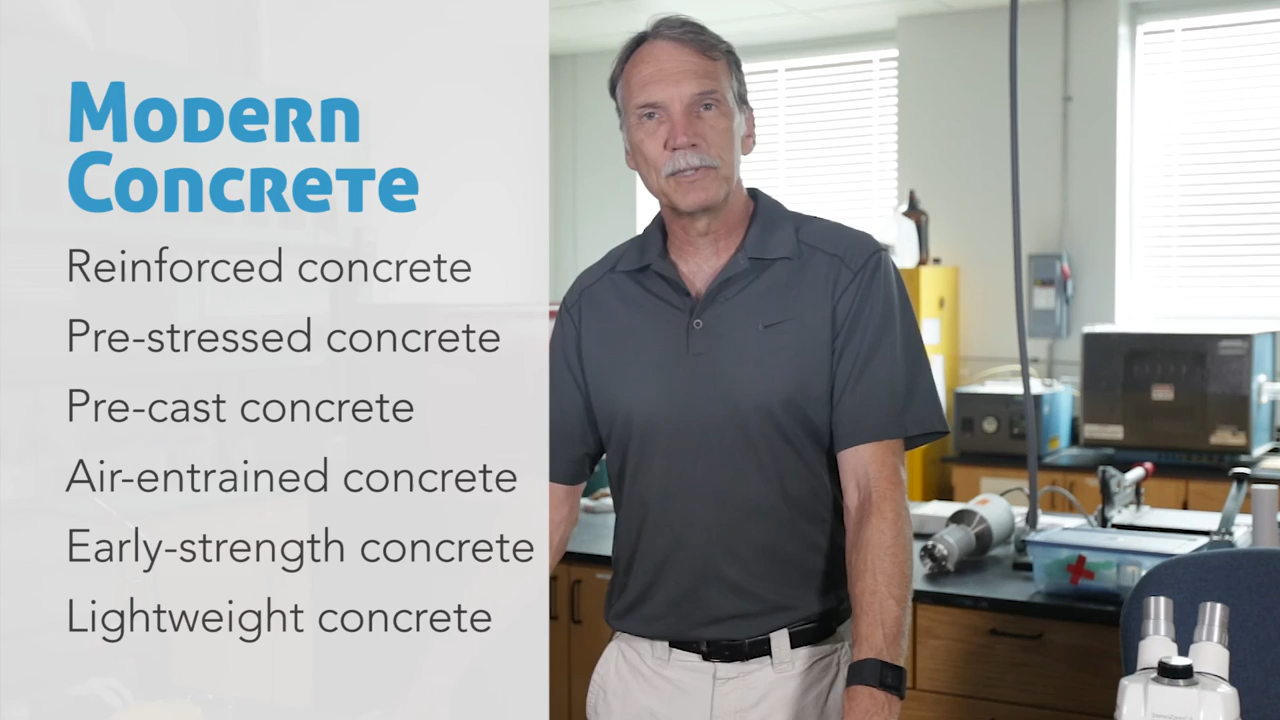 Modern
Concrete
Reinforced concrete
Pre-stressed concrete
Pre-cast concrete
Air-entrained concrete
Early-strength concrete
Lightweight concrete